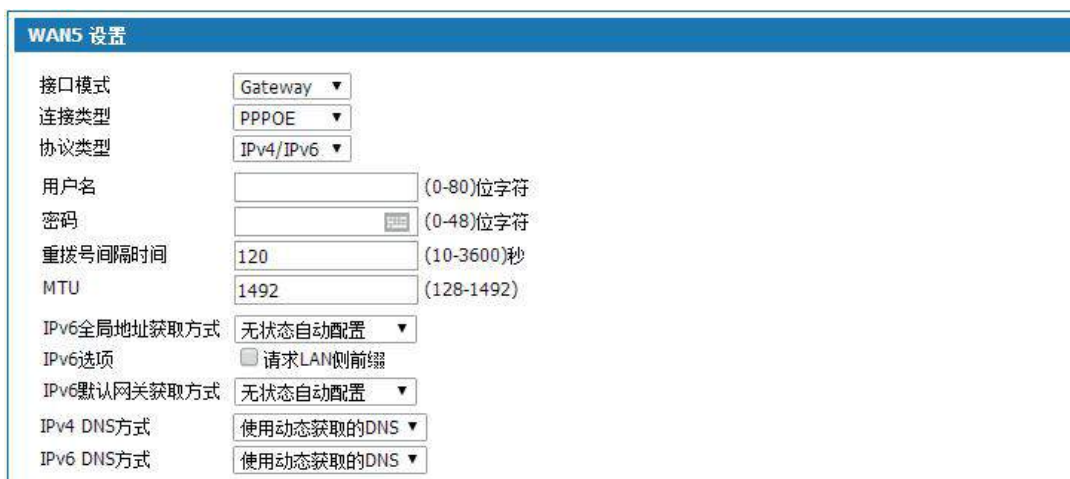 WAN5 设置
接口模式 Gateway
连接类型 PPPOE
协议类型 IPv4/IPv6
用户名 (0-80)位字符
密码 (0-48)位字符
重拨号间隔时间 120 (10-3600)秒
MTU 1492 (128-1492)
IPv6全局地址获取方式 无状态自动配置
IPv6选项 请求LAN侧前缀
IPv6默认网关获取方式 无状态自动配置
IPv4 DNS方式 使用动态获取的DNS
IPv6 DNS方式 使用动态获取的DNS